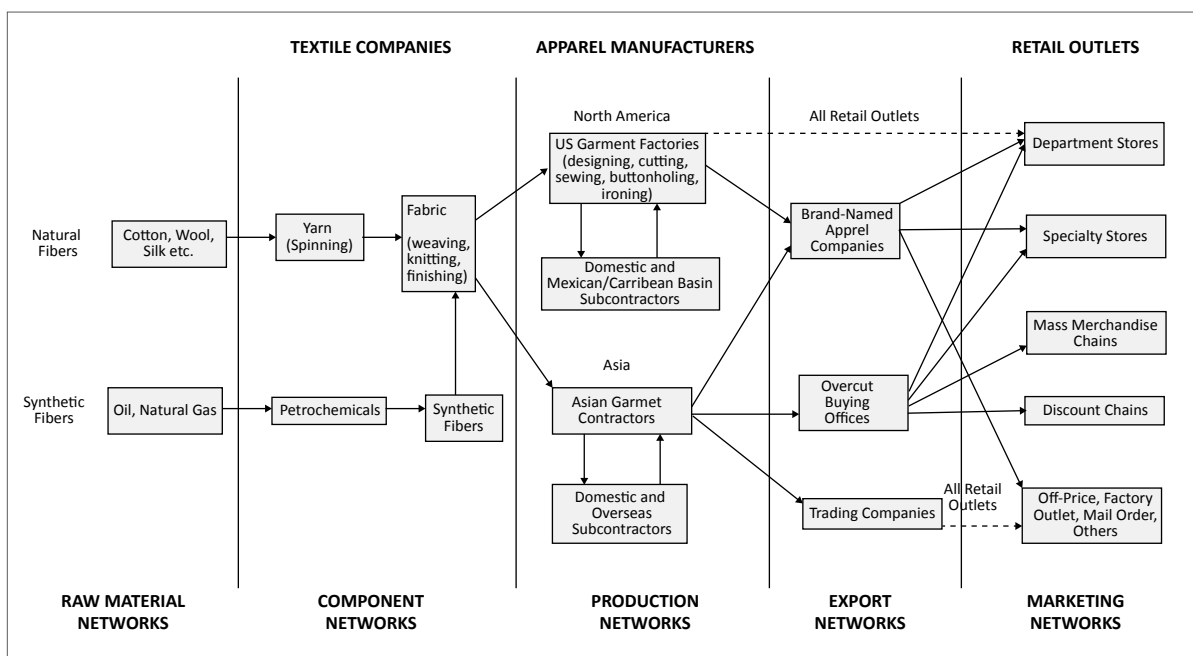 TEXTILE COMPANIES
APPAREL MANUFACTURERS
RETAIL OUTLETS
North America
All Retail Outlets
US Garment Factories
(designing, cutting,
sewing, buttonholing,
ironing)
Department Stores
Natural
Fibers
Cotton, Wool,
Silk etc.
Yarn
(Spinning)
Fabric
(weaving,
knitting,
finishing)
Domestic and
Mexican/Carribean Basin
Subcontractors
Brand-Named
Apprel
Companies
Specialty Stores
Mass Merchandise
Chains
Asia
Synthetic
Fibers
Oil, Natural Gas
Petrochemicals
Synthetic
Fibers
Asian Garmet
Contractors
Overcut
Buying
Offices
Discount Chains
Domestic and
Overseas
Subcontractors
Trading Companies
All Retail
Outlets
Off-Price, Factory
Outlet, Mail Order,
Others
RAW MATERIAL
NETWORKS
COMPONENT
NETWORKS
PRODUCTION
NETWORKS
EXPORT
NETWORKS
MARKETING
NETWORKS